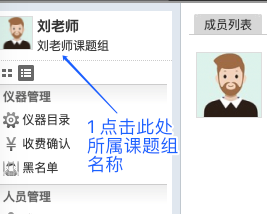 刘老师
刘老师课题组
成员列表
仪器管理
仪器目录
收费确认
黑名单
人员管理
1 点击此处
所属课题组
名称